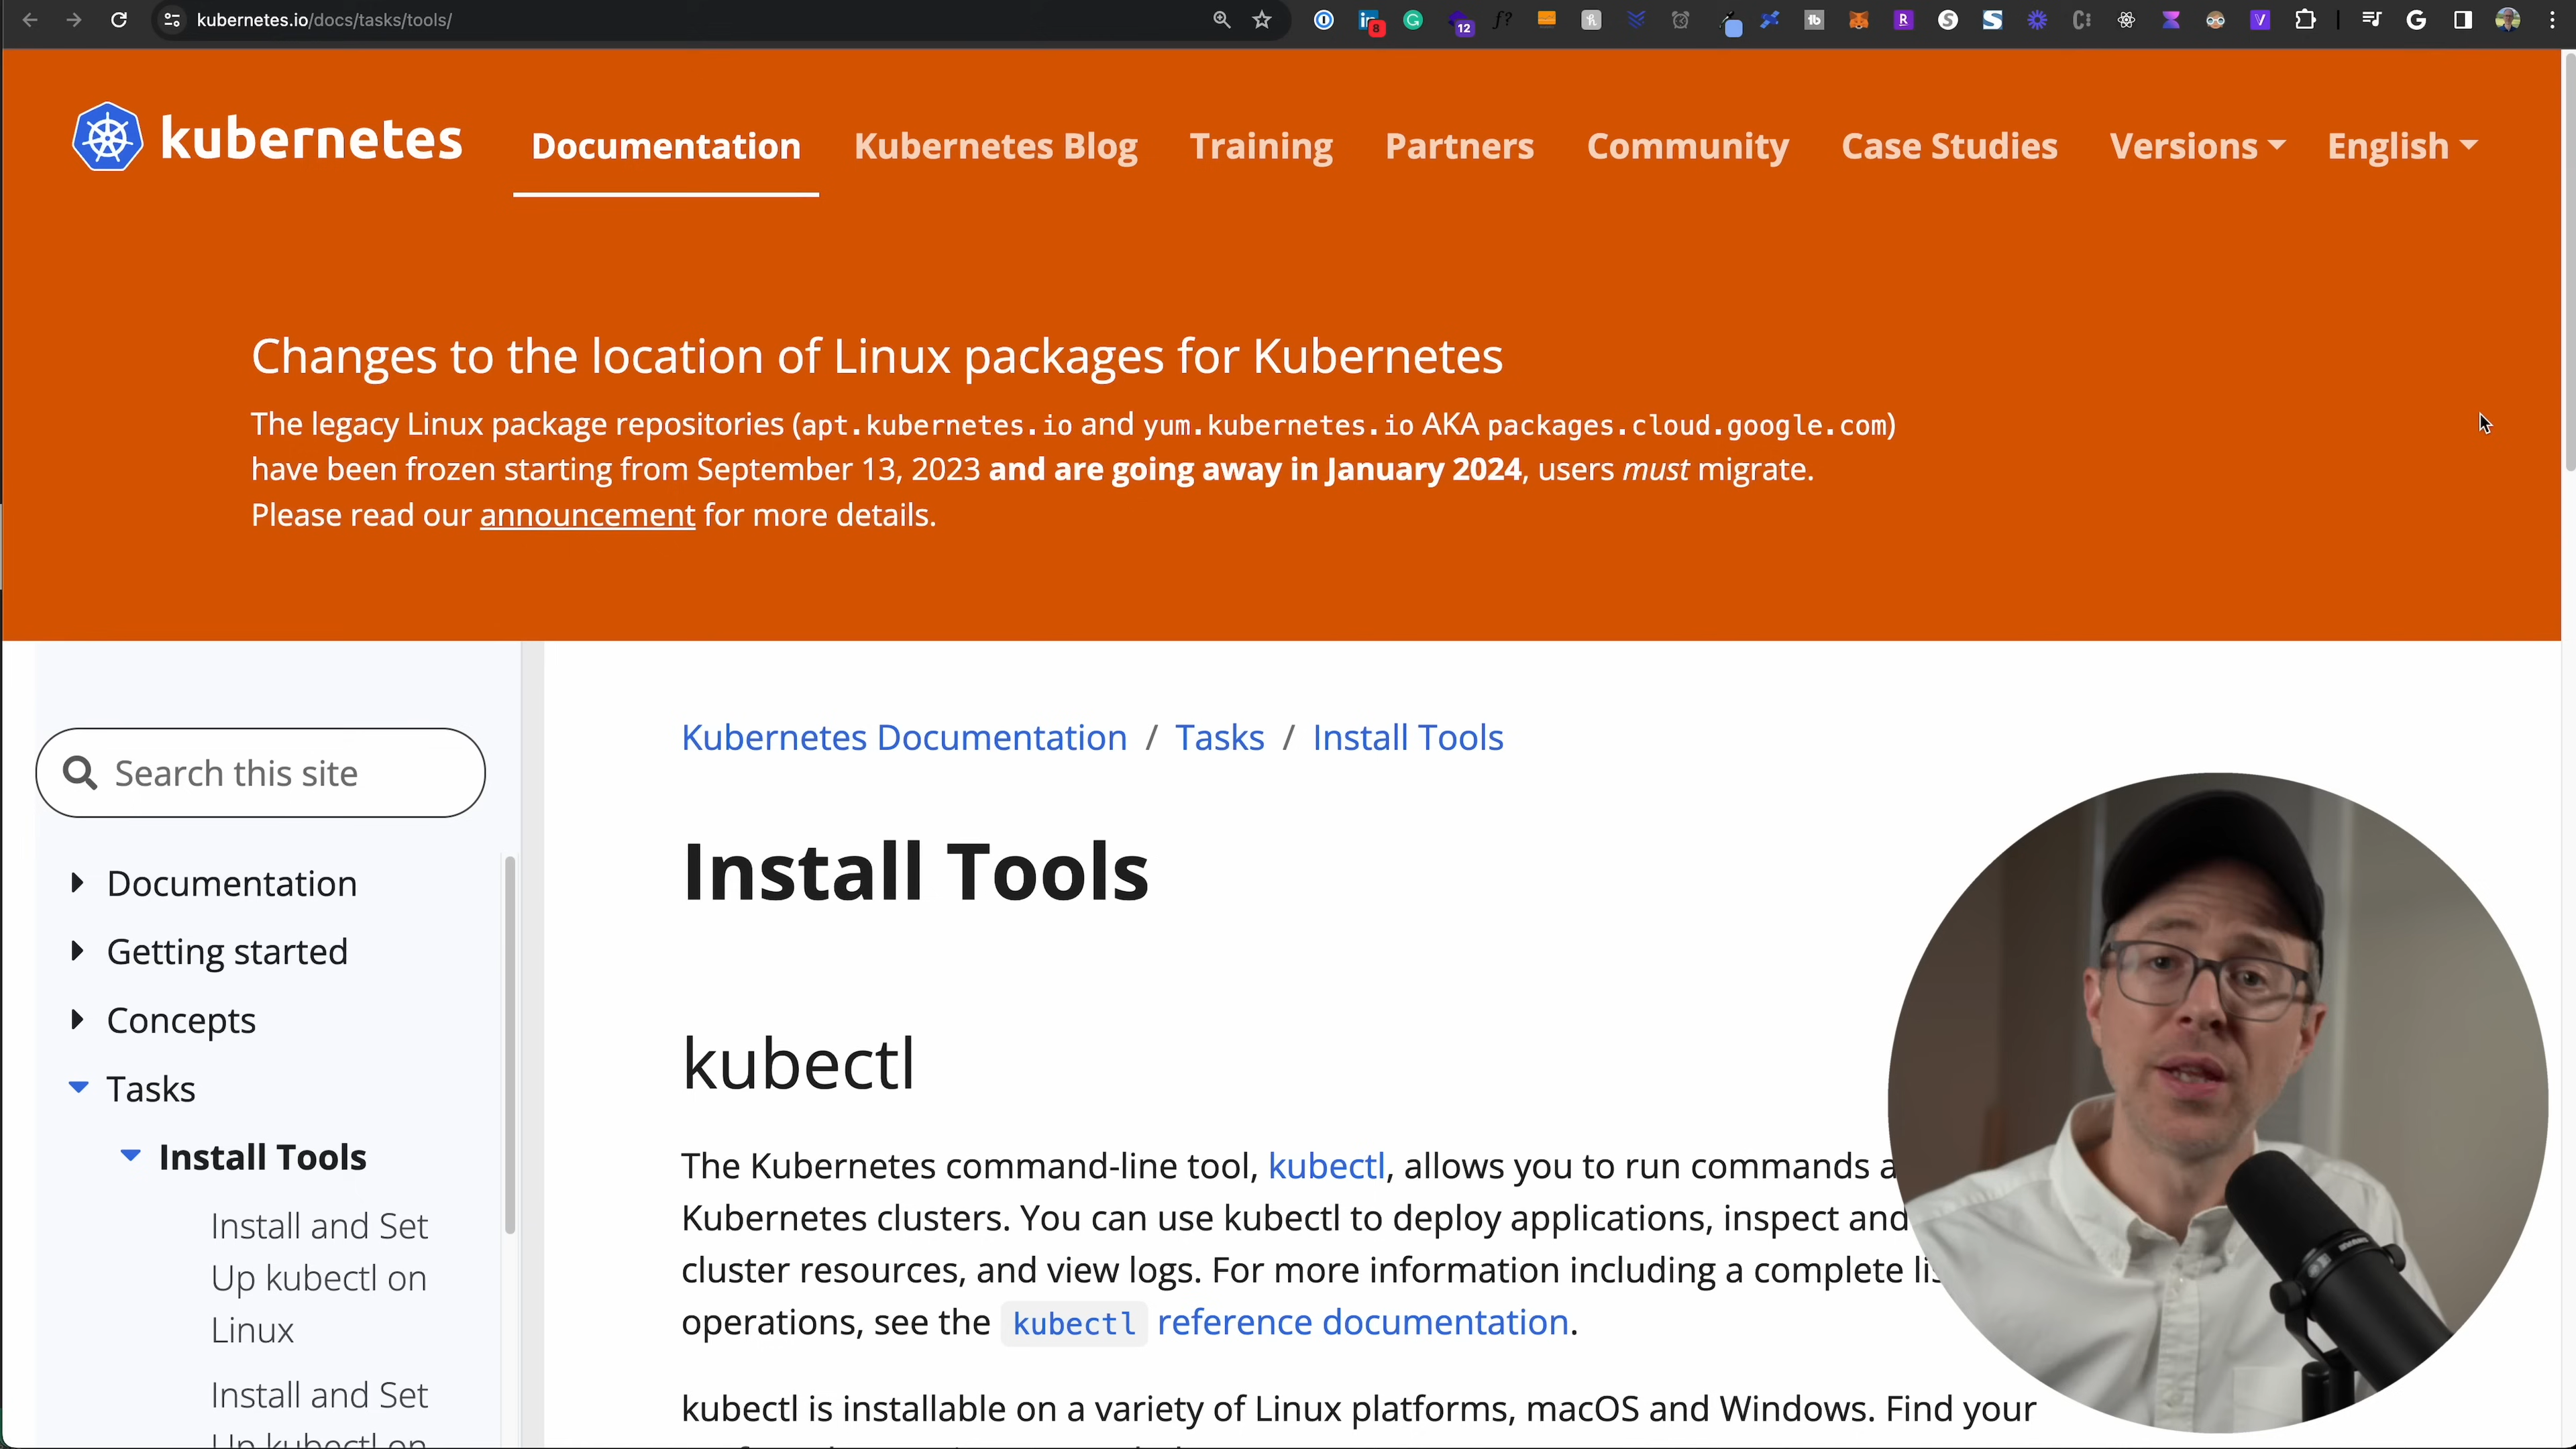 kubernetes.io/docs/tasks/tools/
8
12
kubernetes
Documentation
Kubernetes Blog
Training
Partners
Community
Case Studies
Versions
English
Changes to the location of Linux packages for Kubernetes
The legacy Linux package repositories (apt.kubernetes.io and yum.kubernetes.io AKA packages.cloud.google.com)
have been frozen starting from September 13, 2023 and are going away in January 2024, users must migrate.
Please read our announcement for more details.
Search this site
Documentation
Getting started
Concepts
Tasks
Install Tools
Install and Set
Up kubectl on
Linux
Install and Set
Up kubectl on
Kubernetes Documentation / Tasks / Install Tools
Install Tools
kubectl
The Kubernetes command-line tool, kubectl, allows you to run commands
Kubernetes clusters. You can use kubectl to deploy applications, inspect and
cluster resources, and view logs. For more information including a complete
operations, see the kubectl reference documentation.
kubectl is installable on a variety of Linux platforms, macOS and Windows. Find your